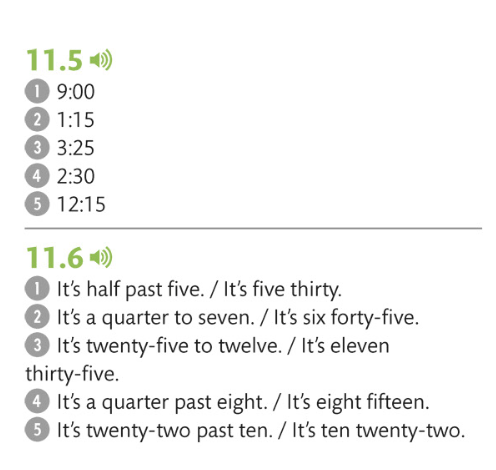 11.5
1 9:00
2 1:15
3 3:25
4 2:30
5 12:15
11.6
1 It’s half past five. / It’s five thirty.
2 It’s a quarter to seven. / It’s six forty-five.
3 It’s twenty-five to twelve. / It’s eleven
thirty-five.
4 It’s a quarter past eight. / It’s eight fifteen.
5 It’s twenty-two past ten. / It’s ten twenty-two.